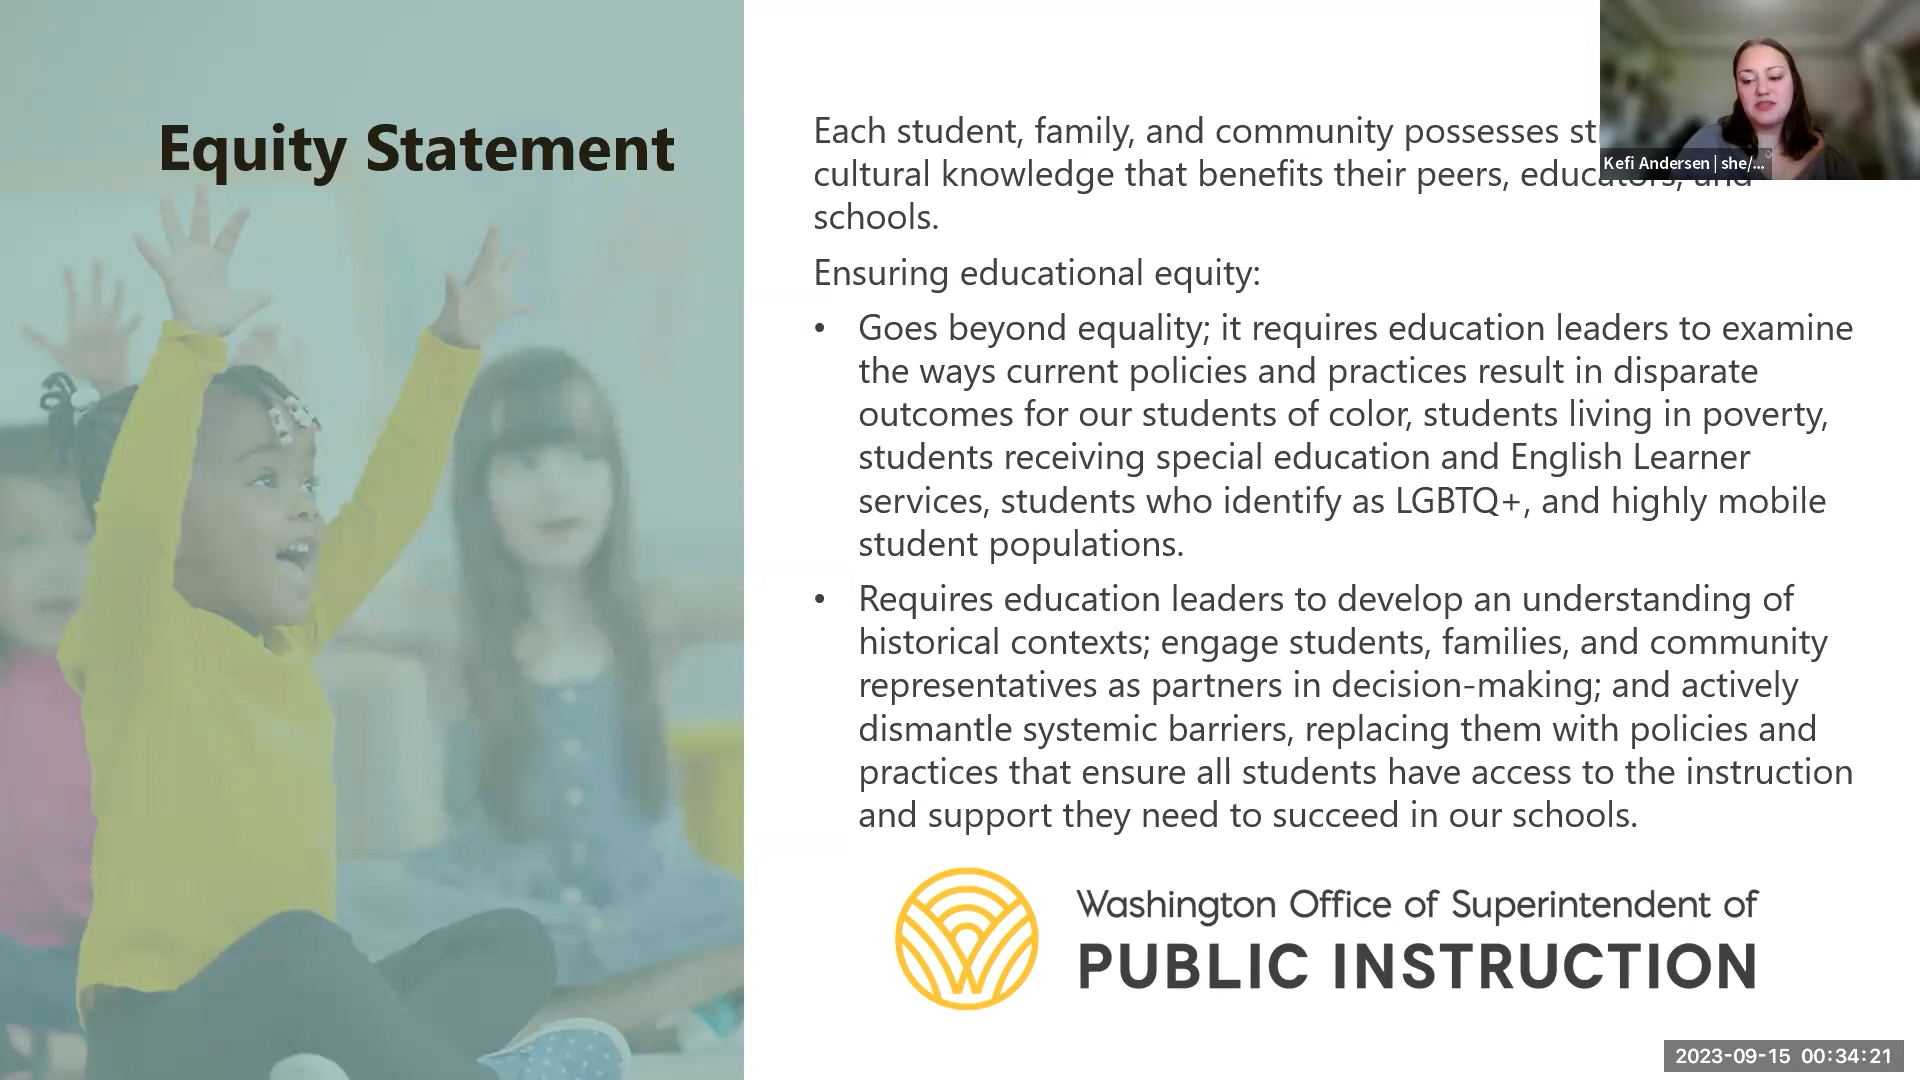 Equity Statement
Each student, family, and community possesses
cultural knowledge that benefits their peers, educators, and
schools.
Ensuring educational equity:
• Goes beyond equality; it requires education leaders to examine
the ways current policies and practices result in disparate
outcomes for our students of color, students living in poverty,
students receiving special education and English Learner
services, students who identify as LGBTQ+, and highly mobile
student populations.
• Requires education leaders to develop an understanding of
historical contexts; engage students, families, and community
representatives as partners in decision-making; and actively
dismantle systemic barriers, replacing them with policies and
practices that ensure all students have access to the instruction
and support they need to succeed in our schools.
Washington Office of Superintendent of
PUBLIC INSTRUCTION
Kefi Andersen | she/...
2023-09-15 00:34:21